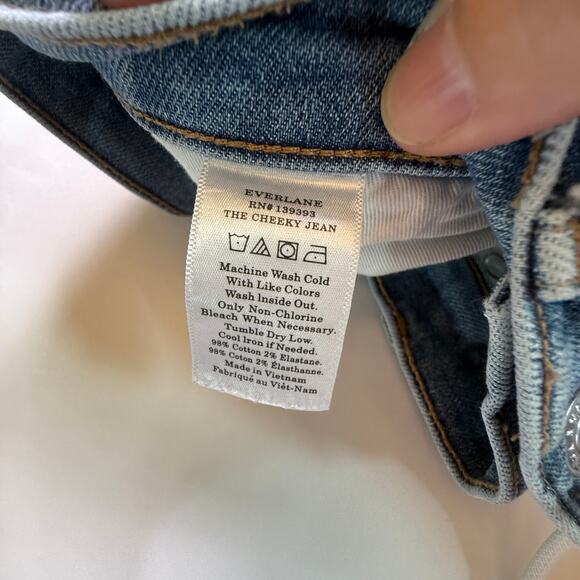 EVERLANE
RN# 139393
THE CHEEKY JEAN
Machine Wash Cold
With Like Colors
Wash Inside Out.
Only Non-Chlorine
Bleach When Necessary.
Tumble Dry Low.
Cool Iron if Needed.
98% Cotton 2% Elastane.
98% Coton 2% Élasthanne.
Made in Vietnam
Fabriqué au Viêt-Nam